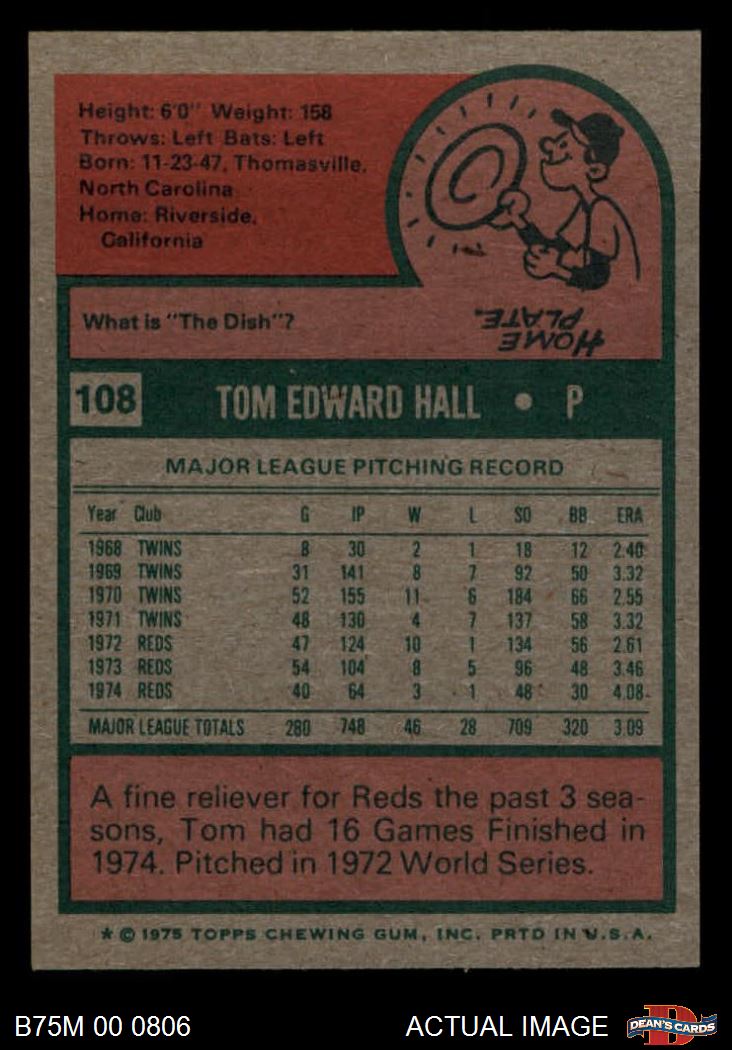 Height: 6'0" Weight: 158
Throws: Left Bats: Left
Born: 11-23-47, Thomasville,
North Carolina
Home: Riverside,
California
What is "The Dish"?
HOME
PLATE.
108 TOM EDWARD HALL • P
MAJOR LEAGUE PITCHING RECORD
Year Club G IP W L SO BB ERA
1968 TWINS 8 30 2 1 18 12 2.40
1969 TWINS 31 141 8 7 92 50 3.32
1970 TWINS 52 155 11 6 184 66 2.55
1971 TWINS 48 130 4 7 137 58 3.32
1972 REDS 47 124 10 1 134 56 2.61
1973 REDS 54 104 8 5 96 48 3.46
1974 REDS 40 64 3 1 48 30 4.08
MAJOR LEAGUE TOTALS 280 748 46 28 709 320 3.09
A fine reliever for Reds the past 3 sea-
sons, Tom had 16 Games Finished in
1974. Pitched in 1972 World Series.
* © 1975 TOPPS CHEWING GUM, INC. PRTD IN U.S.A.
B75M 00 0806 ACTUAL IMAGE DEAN'S CARDS